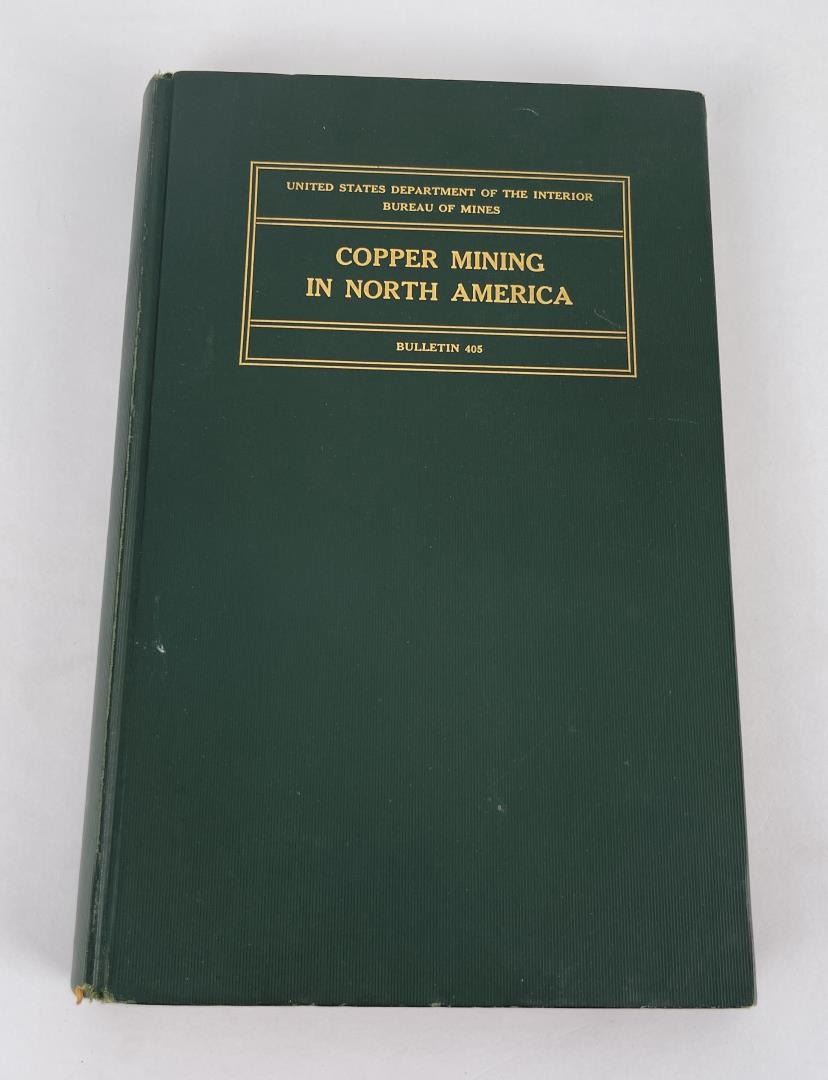 UNITED STATES DEPARTMENT OF THE INTERIOR
BUREAU OF MINES
COPPER MINING
IN NORTH AMERICA
BULLETIN 405